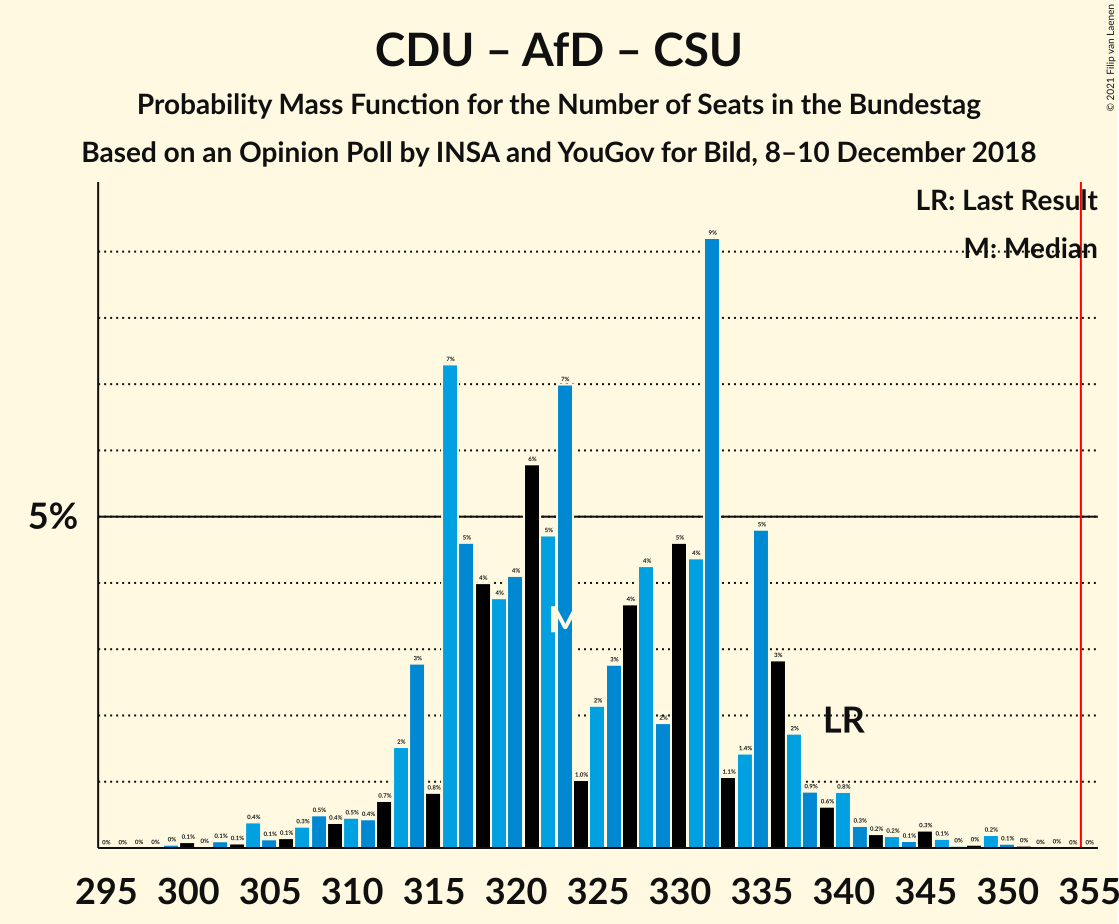 CDU – AfD – CSU
Probability Mass Function for the Number of Seats in the Bundestag
Based on an Opinion Poll by INSA and YouGov for Bild, 8–10 December 2018
© 2021 Filip van Laenen
LR: Last Result
M: Median
5%
0% 0% 0% 0% 0% 0.1% 0% 0.1% 0.1% 0.4% 0.1% 0.1% 0.3% 0.5% 0.4% 0.5% 0.4% 0.7% 2% 3% 0.8% 7% 5% 4% 4% 4% 6% 5% 7% 1.0% 2% 3% 4% 4% 2% 5% 4% 9% 1.1% 1.4% 5% 3% 2% 0.9% 0.6% 0.8% 0.3% 0.2% 0.2% 0.1% 0.3% 0.1% 0% 0% 0.2% 0.1% 0% 0% 0% 0% 0%
M
LR
295 300 305 310 315 320 325 330 335 340 345 350 355